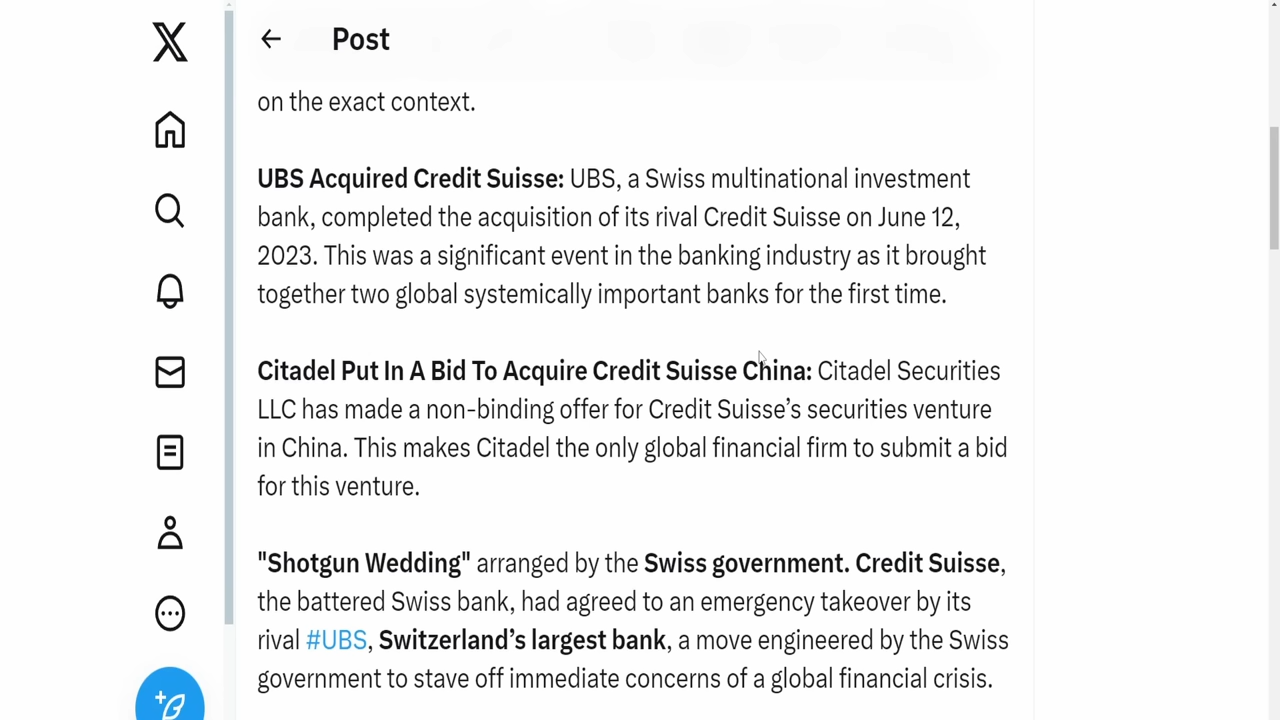 Post
on the exact context.
UBS Acquired Credit Suisse: UBS, a Swiss multinational investment
bank, completed the acquisition of its rival Credit Suisse on June 12,
2023. This was a significant event in the banking industry as it brought
together two global systemically important banks for the first time.
Citadel Put In A Bid To Acquire Credit Suisse China: Citadel Securities
LLC has made a non-binding offer for Credit Suisse’s securities venture
in China. This makes Citadel the only global financial firm to submit a bid
for this venture.
"Shotgun Wedding" arranged by the Swiss government. Credit Suisse,
the battered Swiss bank, had agreed to an emergency takeover by its
rival #UBS, Switzerland’s largest bank, a move engineered by the Swiss
government to stave off immediate concerns of a global financial crisis.